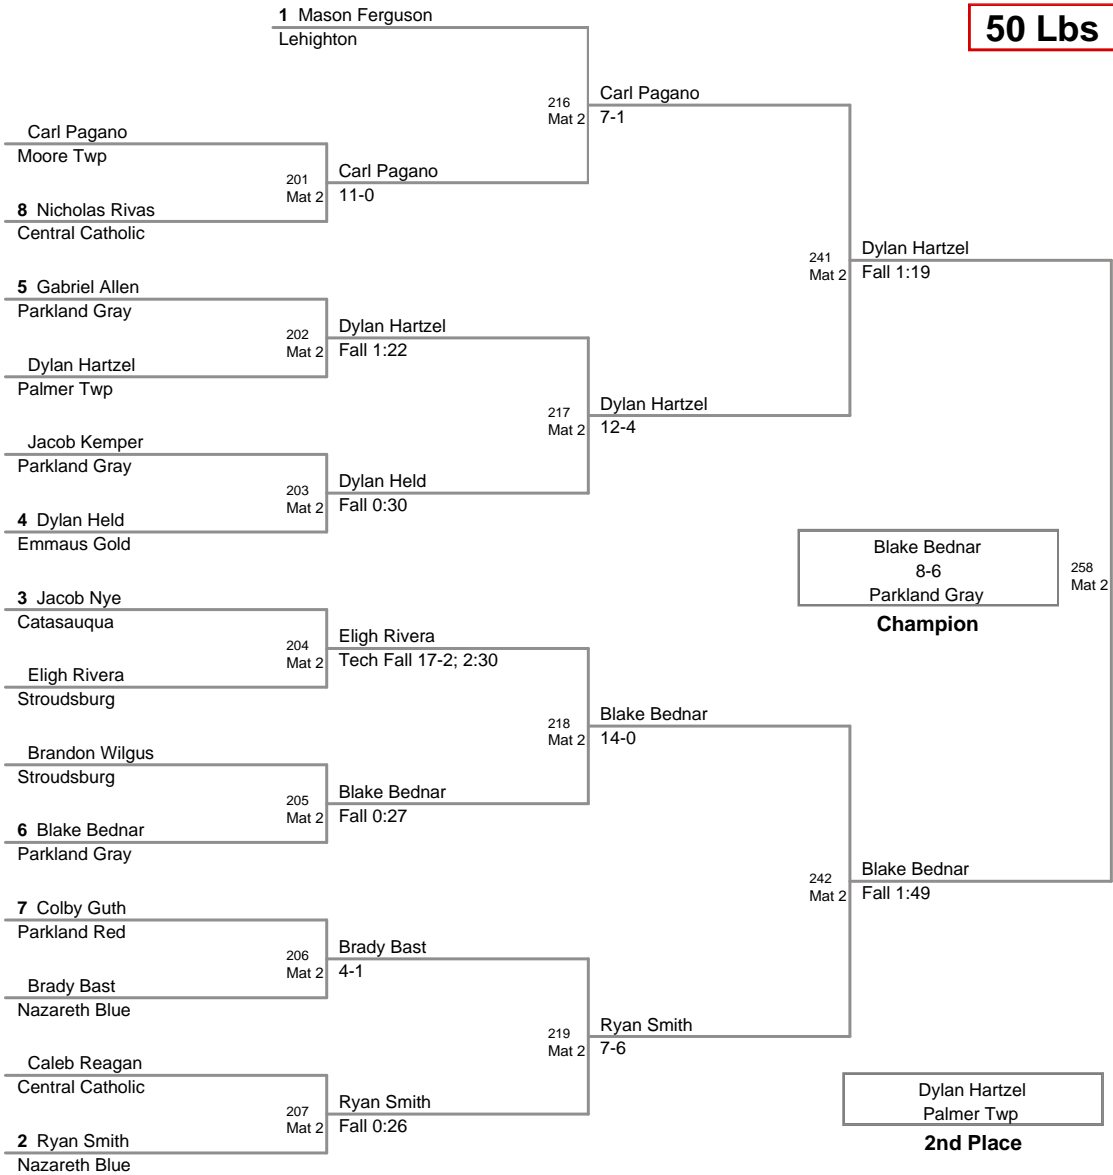 1 Mason Ferguson
Lehighton
50 Lbs
216
Mat 2
Carl Pagano
7-1
Carl Pagano
Moore Twp
201
Mat 2
Carl Pagano
11-0
8 Nicholas Rivas
Central Catholic
241
Mat 2
Dylan Hartzel
Fall 1:19
5 Gabriel Allen
Parkland Gray
202
Mat 2
Dylan Hartzel
Fall 1:22
Dylan Hartzel
Palmer Twp
217
Mat 2
Dylan Hartzel
12-4
Jacob Kemper
Parkland Gray
203
Mat 2
Dylan Held
Fall 0:30
4 Dylan Held
Emmaus Gold
Blake Bednar
8-6
Parkland Gray
Champion
258
Mat 2
3 Jacob Nye
Catasauqua
204
Mat 2
Eligh Rivera
Tech Fall 17-2; 2:30
Eligh Rivera
Stroudsburg
218
Mat 2
Blake Bednar
14-0
Brandon Wilgus
Stroudsburg
205
Mat 2
Blake Bednar
Fall 0:27
6 Blake Bednar
Parkland Gray
242
Mat 2
Blake Bednar
Fall 1:49
7 Colby Guth
Parkland Red
206
Mat 2
Brady Bast
4-1
Brady Bast
Nazareth Blue
219
Mat 2
Ryan Smith
7-6
Caleb Reagan
Central Catholic
207
Mat 2
Ryan Smith
Fall 0:26
2 Ryan Smith
Nazareth Blue
Dylan Hartzel
Palmer Twp
2nd Place